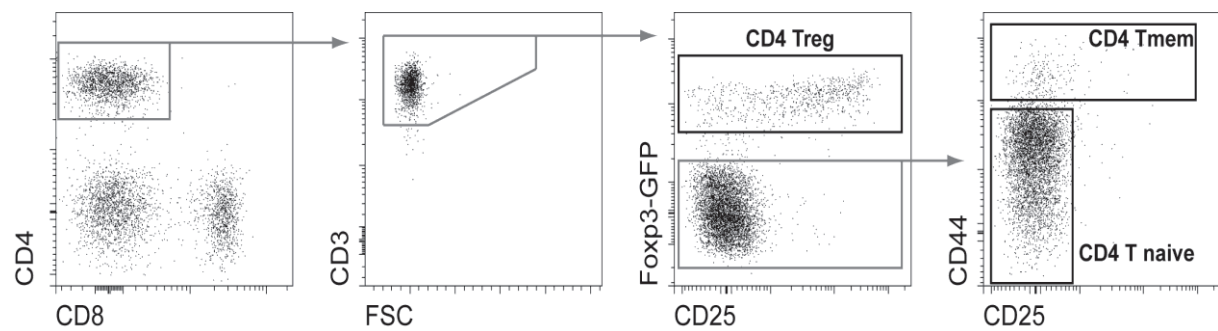 CD4
CD8
CD3
FSC
CD4 Treg
Foxp3-GFP
CD25
CD4 Tmem
CD4 T naive
CD44
CD25